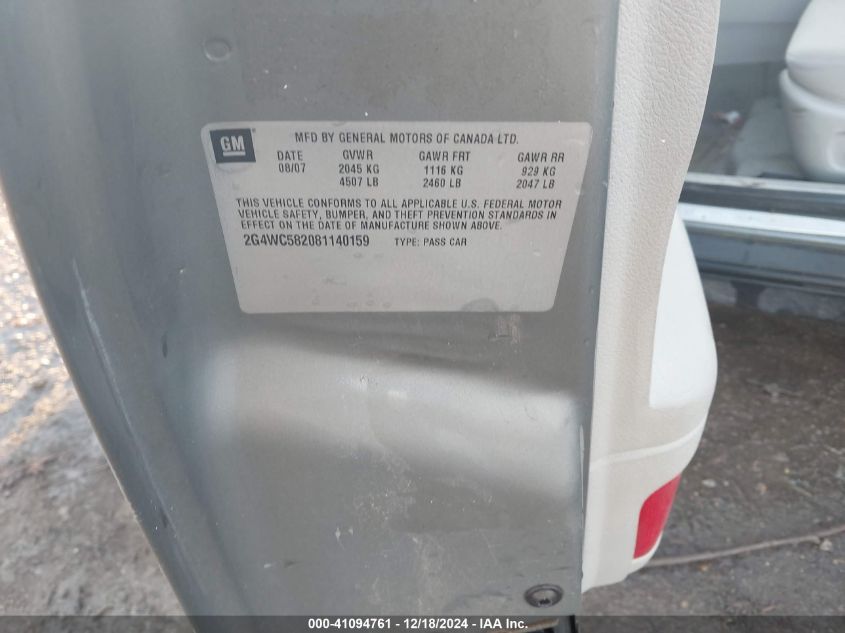 GM
MFD BY GENERAL MOTORS OF CANADA LTD.
DATE GVWR GAWR FRT GAWR RR
08/07 2045 KG 1116 KG 929 KG
4507 LB 2460 LB 2047 LB
THIS VEHICLE CONFORMS TO ALL APPLICABLE U.S. FEDERAL MOTOR
VEHICLE SAFETY, BUMPER, AND THEFT PREVENTION STANDARDS IN
EFFECT ON THE DATE OF MANUFACTURE SHOWN ABOVE.
2G4WC582081140159 TYPE: PASS CAR
000-41094761 - 12/18/2024 - IAA Inc.